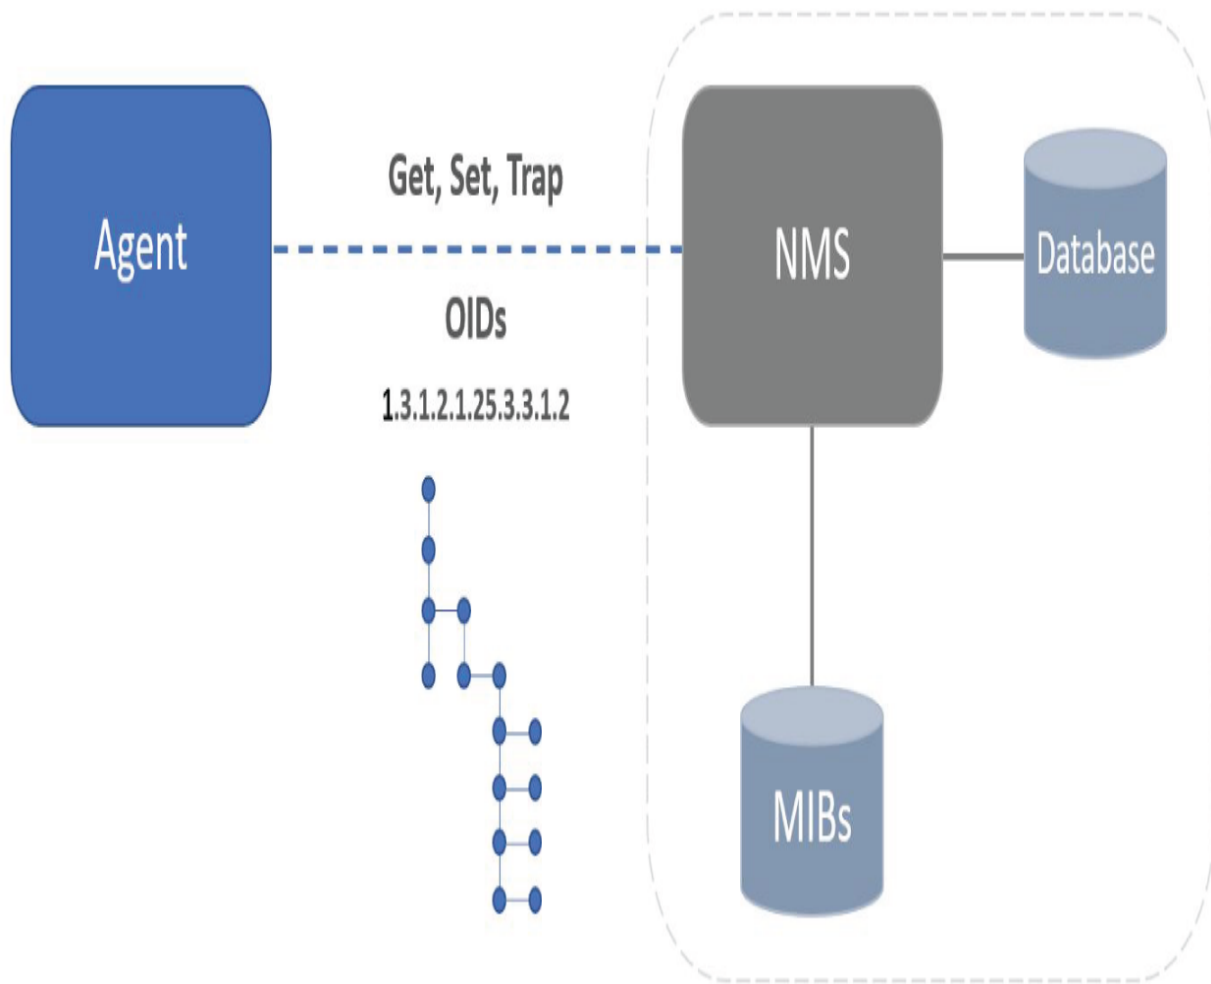 Agent
Get, Set, Trap
OIDs
1.3.1.2.1.25.3.3.1.2
NMS
Database
MIBs